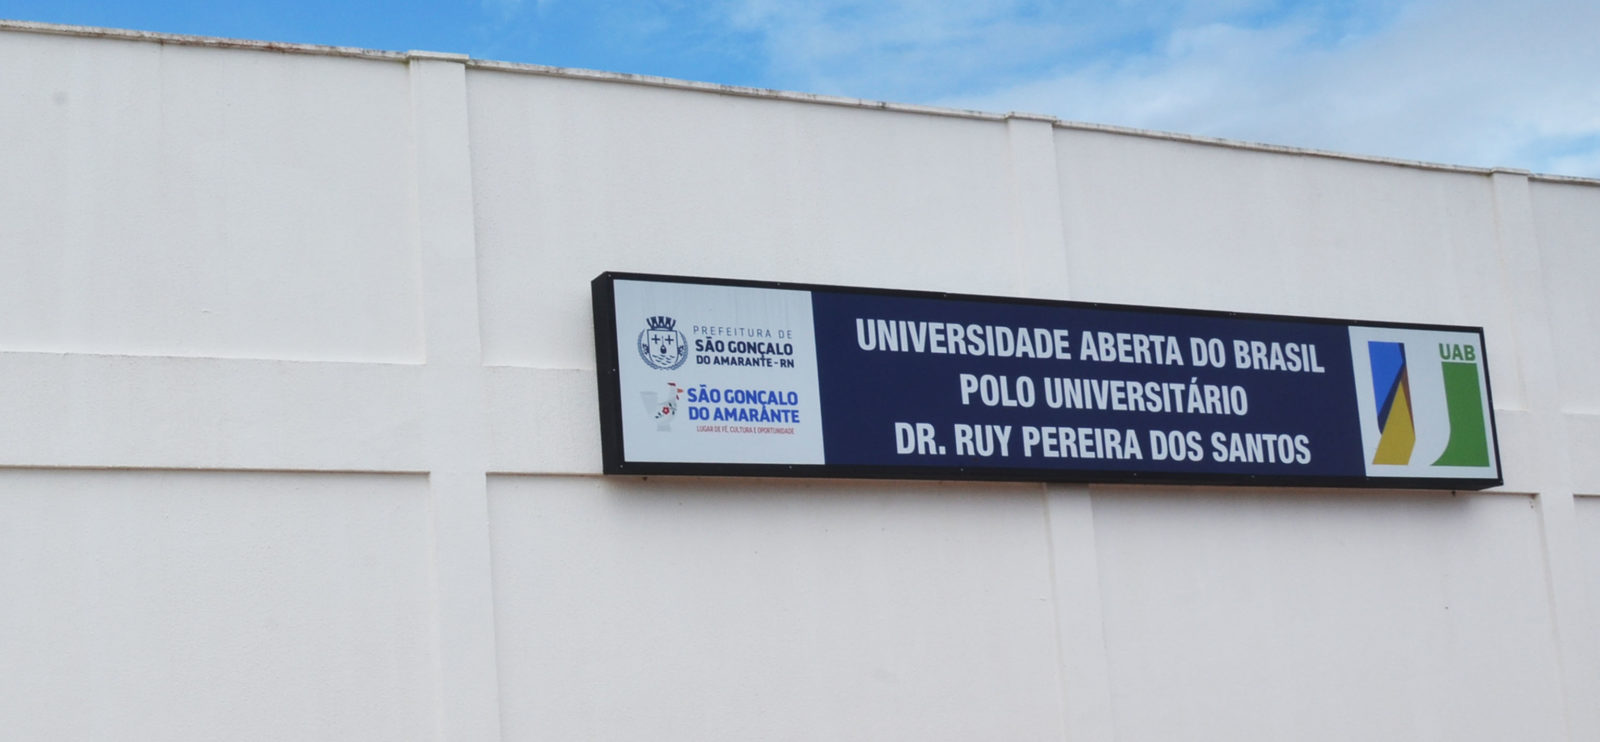 PREFEITURA DE
SÃO GONÇALO
DO AMARANTE - RN
SÃO GONÇALO
DO AMARANTE
LUGAR DE FÉ, CULTURA E OPORTUNIDADE
UNIVERSIDADE ABERTA DO BRASIL
POLO UNIVERSITÁRIO
DR. RUY PEREIRA DOS SANTOS
UAB